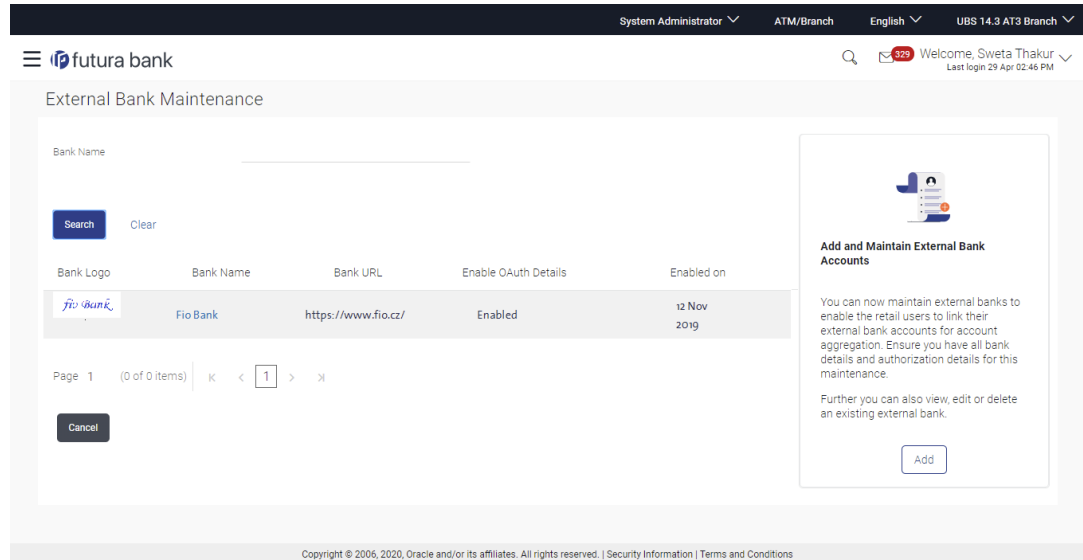 System Administrator ATM/Branch English UBS 14.3 AT3 Branch
futura bank
329 Welcome, Sweta Thakur
Last login 29 Apr 02:46 PM
External Bank Maintenance
Bank Name
Search Clear
Bank Logo Bank Name Bank URL Enable OAuth Details Enabled on
fio Bank Fio Bank https://www.fio.cz/ Enabled 12 Nov
2019
Page 1 (0 of 0 items) 1
Cancel
Add and Maintain External Bank
Accounts
You can now maintain external banks to
enable the retail users to link their
external bank accounts for account
aggregation. Ensure you have all bank
details and authorization details for this
maintenance.
Further you can also view, edit or delete
an existing external bank.
Add
Copyright © 2006, 2020, Oracle and/or its affiliates. All rights reserved. | Security Information | Terms and Conditions